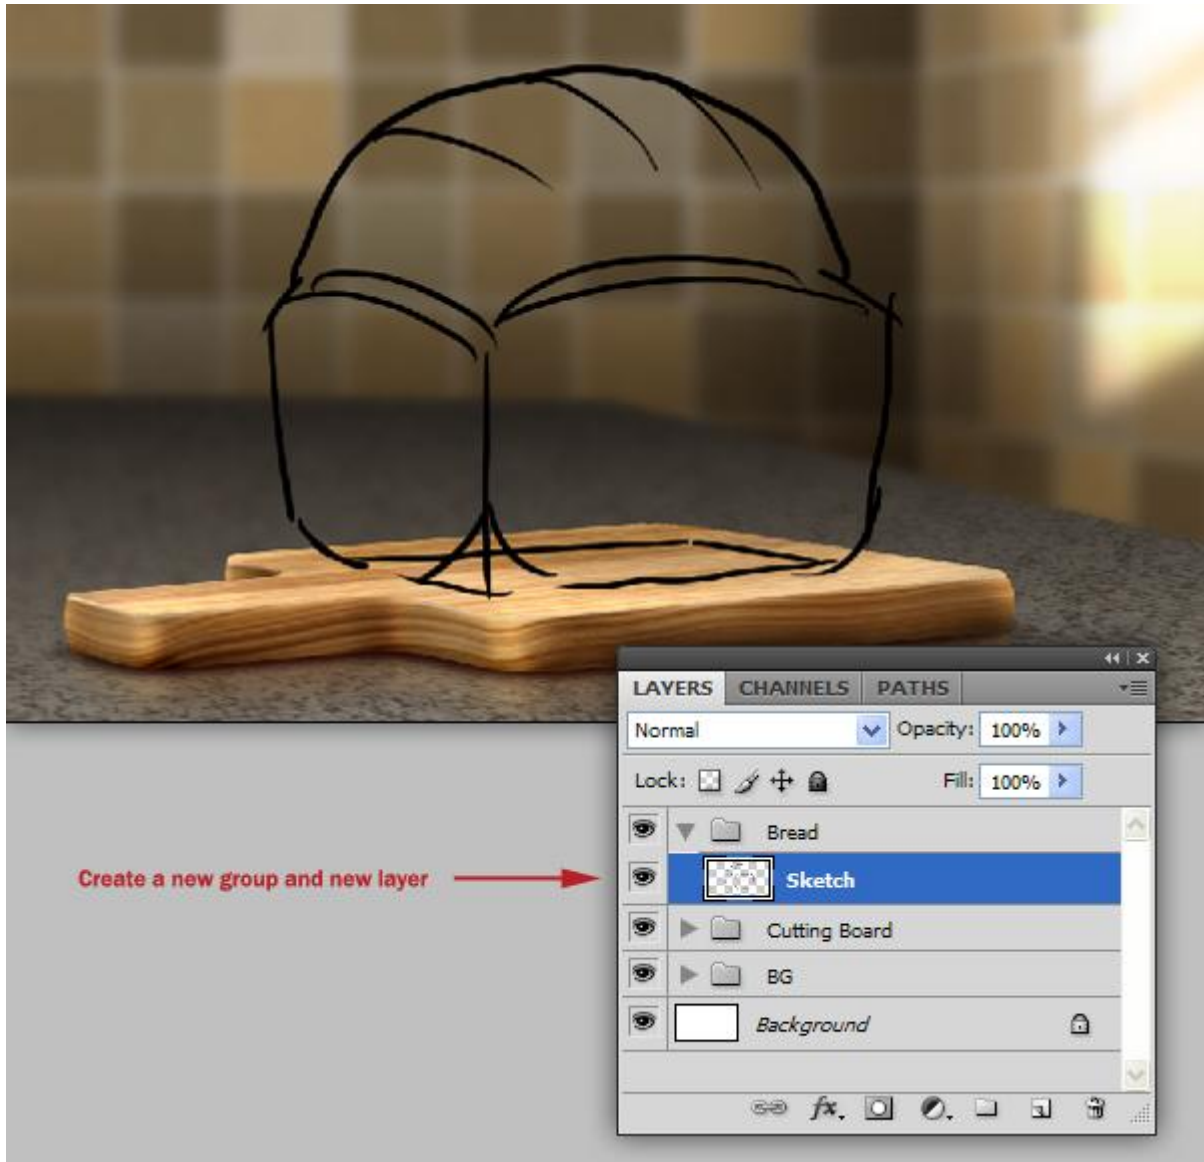 LAYERS CHANNELS PATHS
Normal Opacity: 100%
Lock: Fill: 100%
Bread
Create a new group and new layer Sketch
Cutting Board
BG
Background
fx.